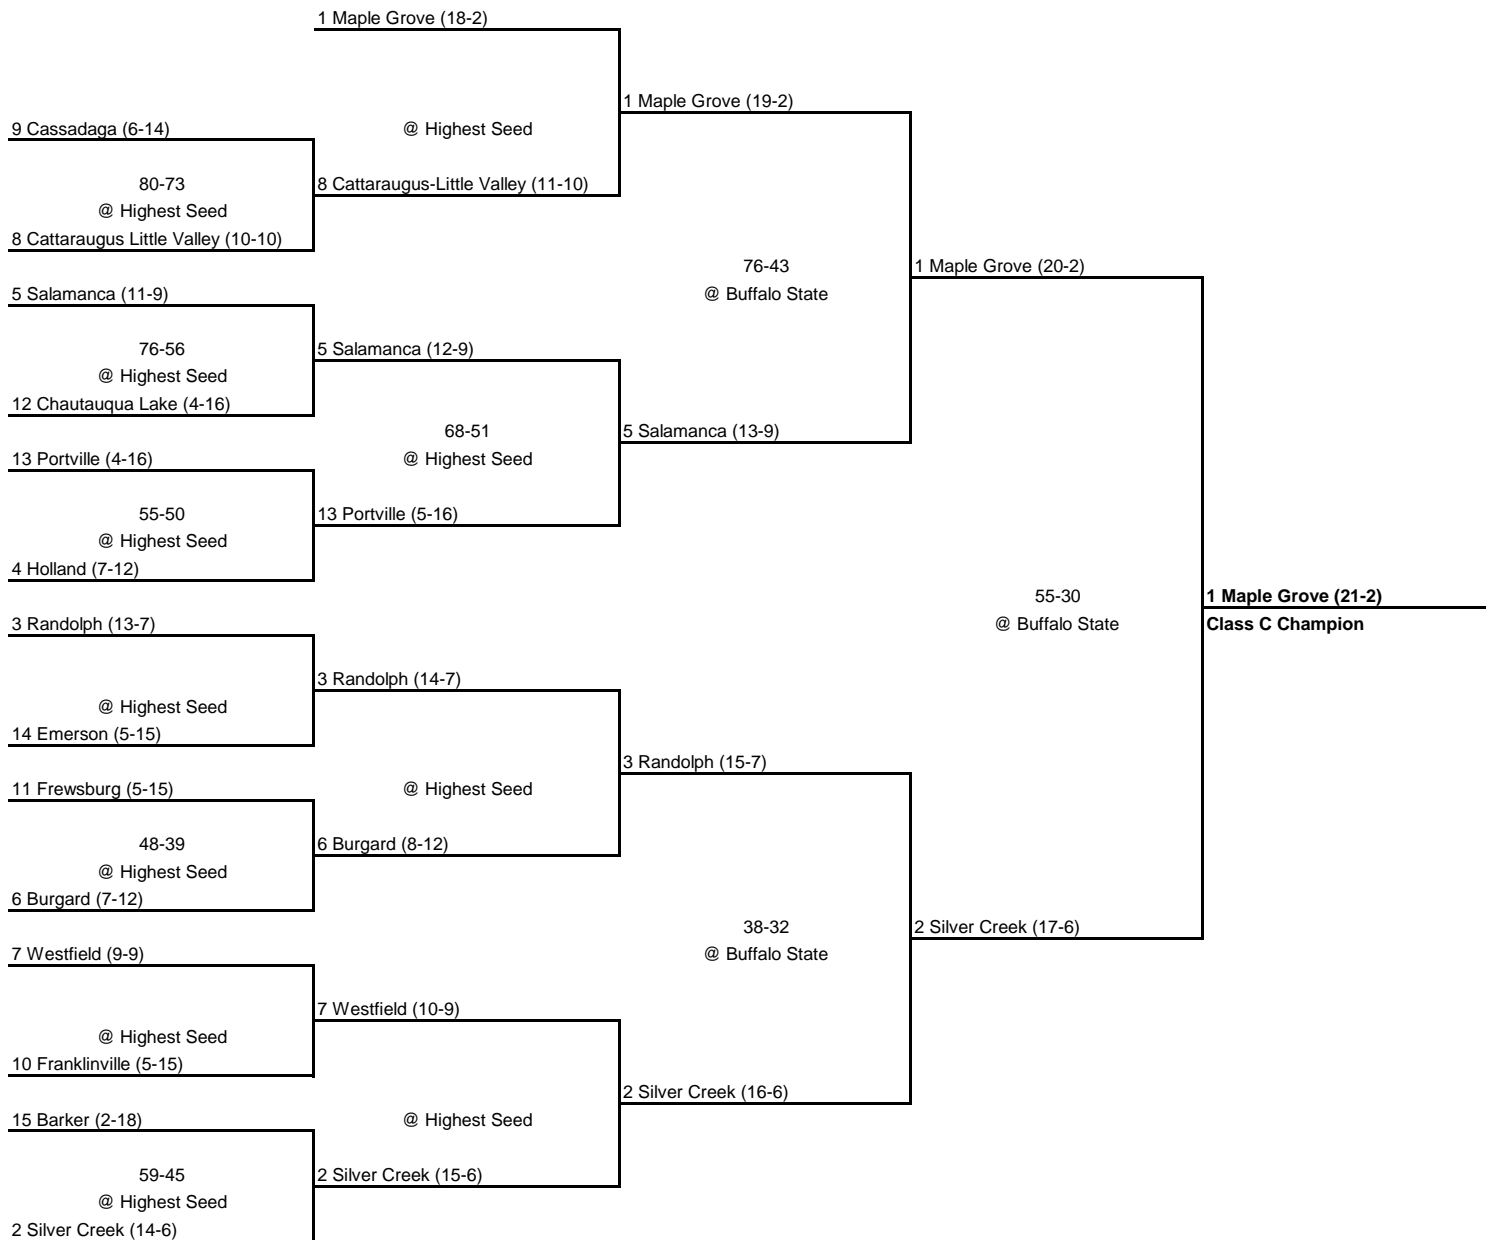 1 Maple Grove (18-2)
1 Maple Grove (19-2)
9 Cassadaga (6-14)
@ Highest Seed
80-73
8 Cattaraugus-Little Valley (11-10)
@ Highest Seed
8 Cattaraugus Little Valley (10-10)
76-43
1 Maple Grove (20-2)
5 Salamanca (11-9)
@ Buffalo State
76-56
5 Salamanca (12-9)
@ Highest Seed
12 Chautauqua Lake (4-16)
68-51
5 Salamanca (13-9)
13 Portville (4-16)
@ Highest Seed
55-50
13 Portville (5-16)
@ Highest Seed
4 Holland (7-12)
55-30
1 Maple Grove (21-2)
3 Randolph (13-7)
@ Buffalo State
Class C Champion
3 Randolph (14-7)
@ Highest Seed
14 Emerson (5-15)
3 Randolph (15-7)
11 Frewsburg (5-15)
@ Highest Seed
48-39
6 Burgard (8-12)
@ Highest Seed
6 Burgard (7-12)
38-32
2 Silver Creek (17-6)
7 Westfield (9-9)
@ Buffalo State
7 Westfield (10-9)
@ Highest Seed
10 Franklinville (5-15)
2 Silver Creek (16-6)
15 Barker (2-18)
@ Highest Seed
59-45
2 Silver Creek (15-6)
@ Highest Seed
2 Silver Creek (14-6)